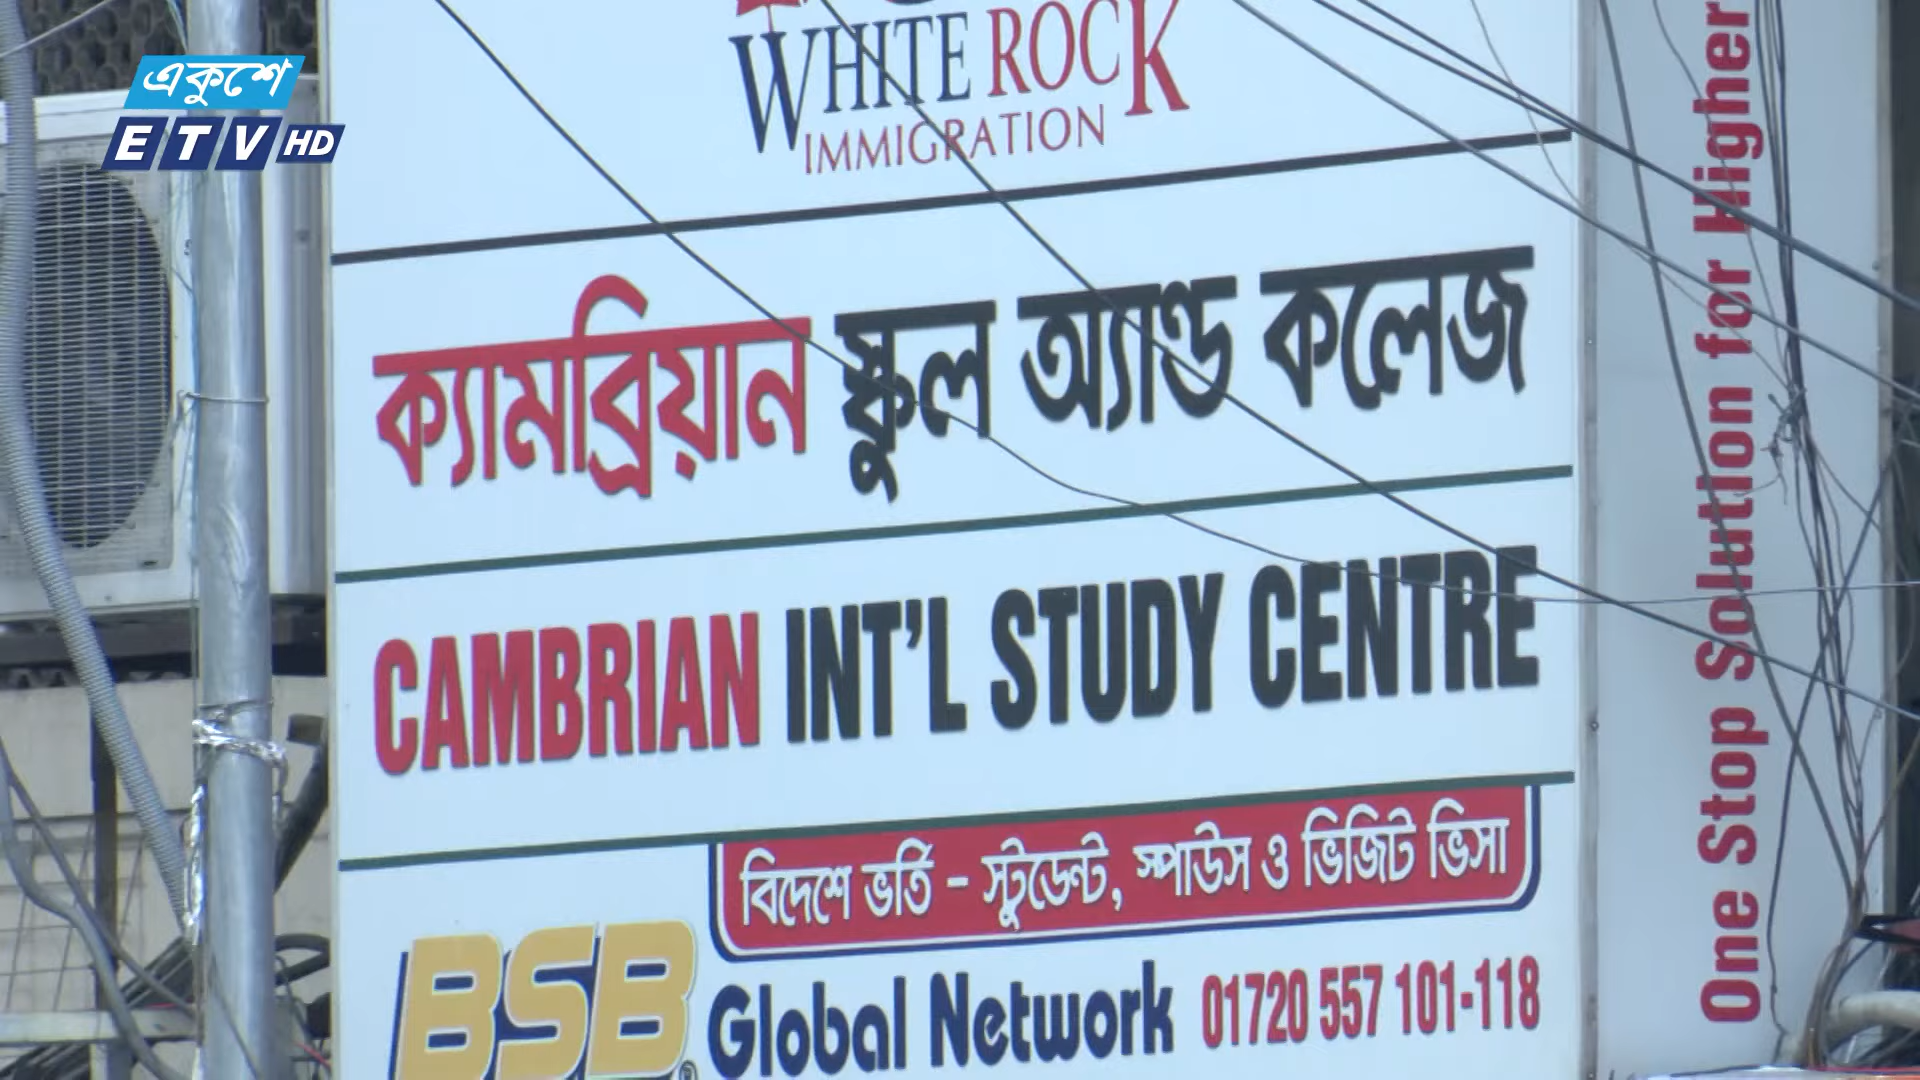 একুশে
ETV HD
WHITE ROCK
IMMIGRATION
ক্যামব্রিয়ান স্কুল অ্যান্ড কলেজ
CAMBRIAN INT'L STUDY CENTRE
বিদেশে ভর্তি - স্টুডেন্ট, স্পাউস ও ভিজিট ভিসা
BSB® Global Network 01720 557 101-118
One Stop Solution for Higher